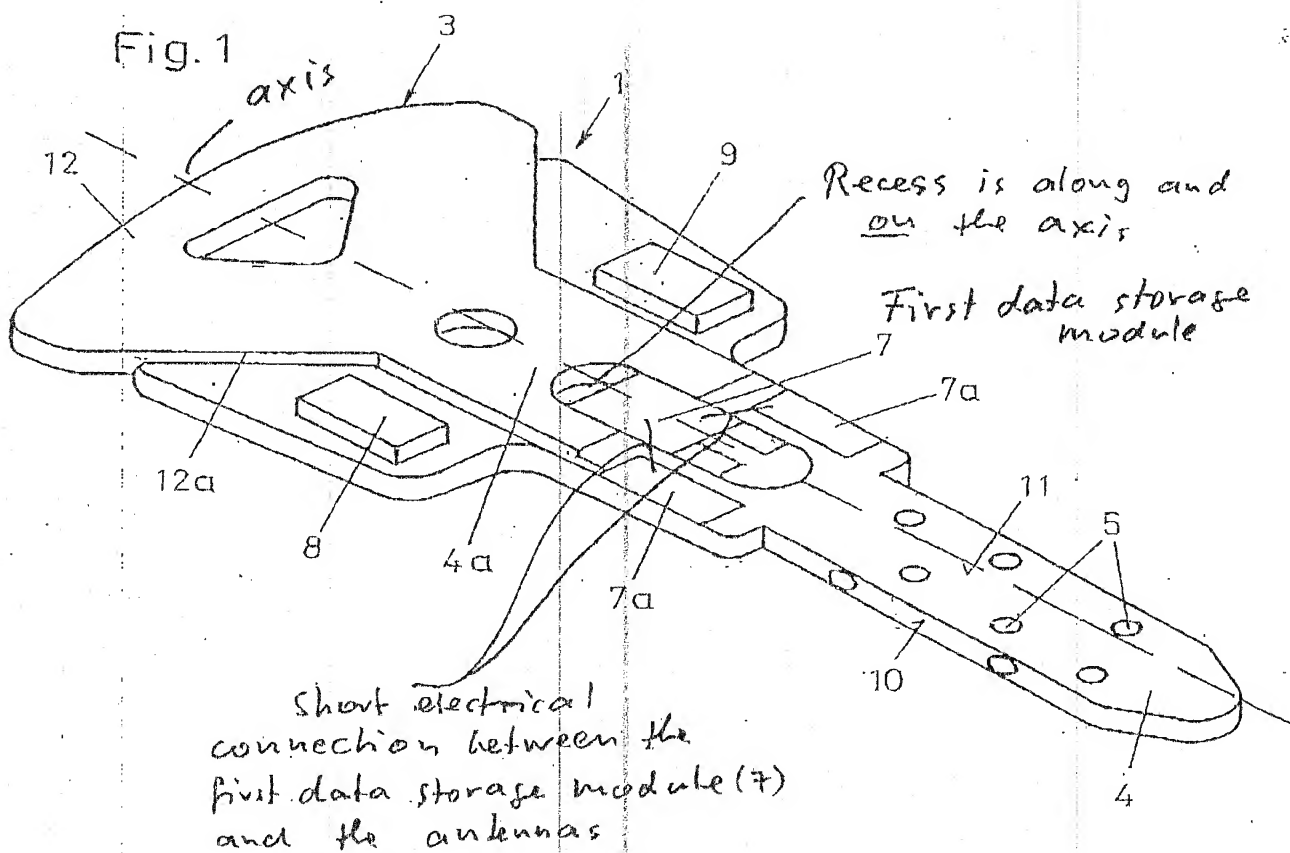 Fig. 1
axis
3
1
12
9
Recess is along and
on the axis
First data storage
module
7
7a
12a
8
4a
7a
11
5
10
4
Short electrical
connection between the
first data storage module (7)
and the antennas